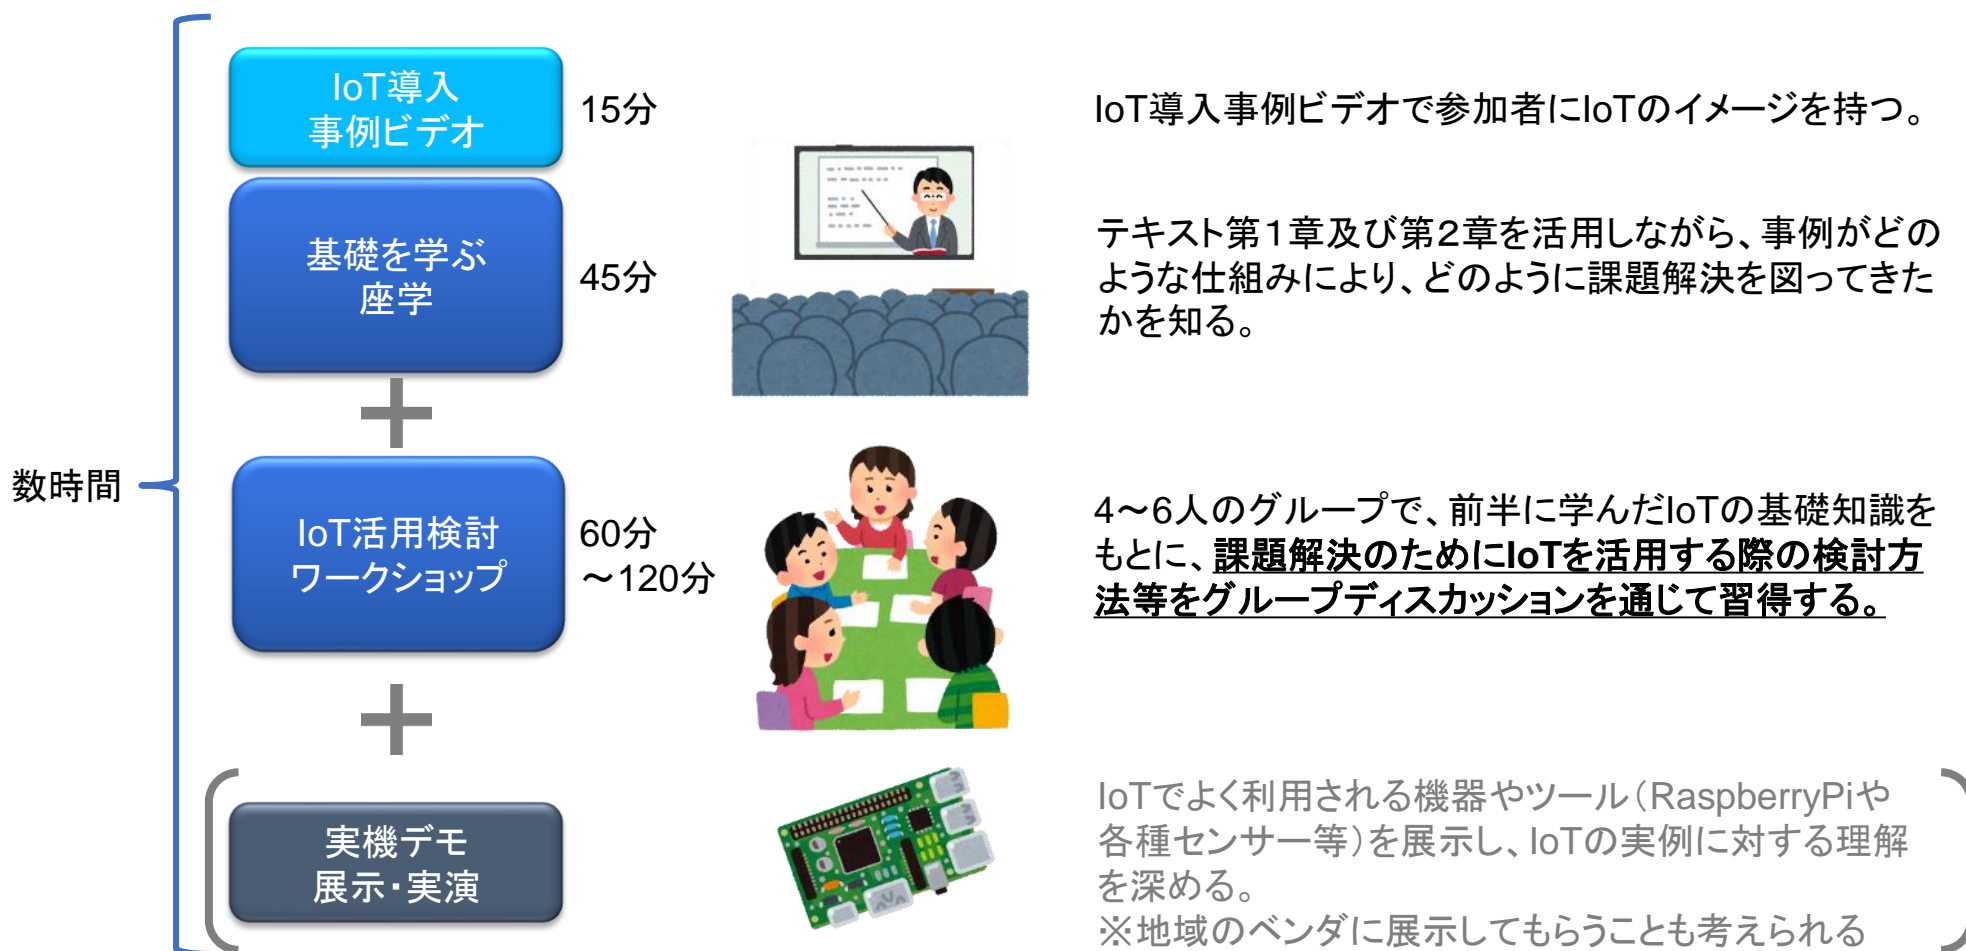 IoT導入
事例ビデオ
15分
IoT導入事例ビデオで参加者にIoTのイメージを持つ。
基礎を学ぶ
座学
45分
テキスト第１章及び第２章を活用しながら、事例がどの
ような仕組みにより、どのように課題解決を図ってきた
かを知る。
数時間
IoT活用検討
ワークショップ
60分
～120分
4～6人のグループで、前半に学んだIoTの基礎知識を
もとに、課題解決のためにIoTを活用する際の検討方
法等をグループディスカッションを通じて習得する。
実機デモ
展示・実演
IoTでよく利用される機器やツール（RaspberryPiや
各種センサー等）を展示し、IoTの実例に対する理解
を深める。
※地域のベンダに展示してもらうことも考えられる